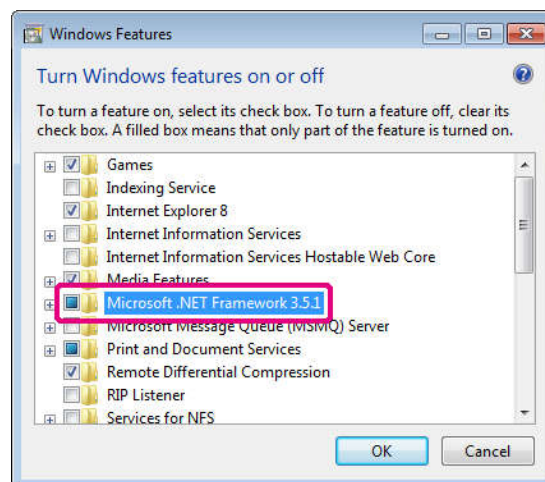 Windows Features
Turn Windows features on or off
To turn a feature on, select its check box. To turn a feature off, clear its
check box. A filled box means that only part of the feature is turned on.
Games
Indexing Service
Internet Explorer 8
Internet Information Services
Internet Information Services Hostable Web Core
Media Features
Microsoft .NET Framework 3.5.1
Microsoft Message Queue (MSMQ) Server
Print and Document Services
Remote Differential Compression
RIP Listener
Services for NFS
OK
Cancel